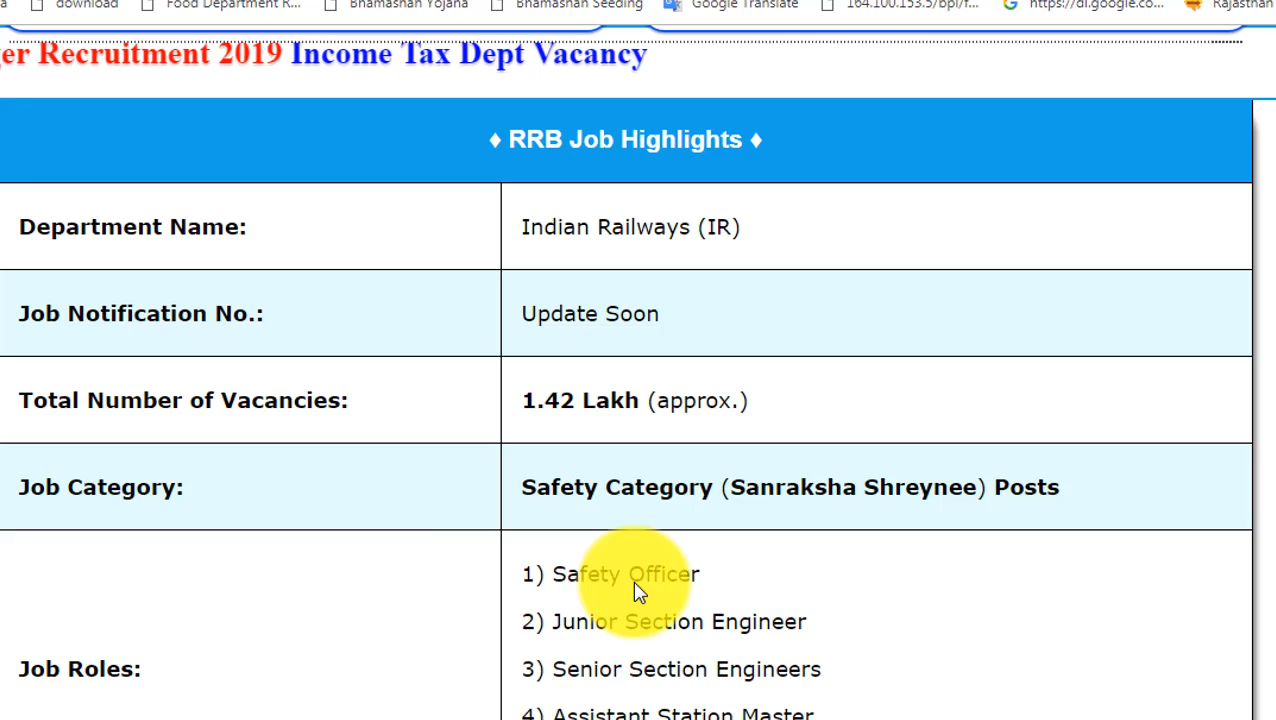 download Food Department R... Bhamashah Yojana Bhamashah Seeding Google Translate 164.100.153.5/bpl/f... https://dl.google.co... Rajasthan
er Recruitment 2019 Income Tax Dept Vacancy
♦ RRB Job Highlights ♦
Department Name: Indian Railways (IR)
Job Notification No.: Update Soon
Total Number of Vacancies: 1.42 Lakh (approx.)
Job Category: Safety Category (Sanraksha Shreynee) Posts
1) Safety Officer
2) Junior Section Engineer
Job Roles: 3) Senior Section Engineers
4) Assistant Station Master